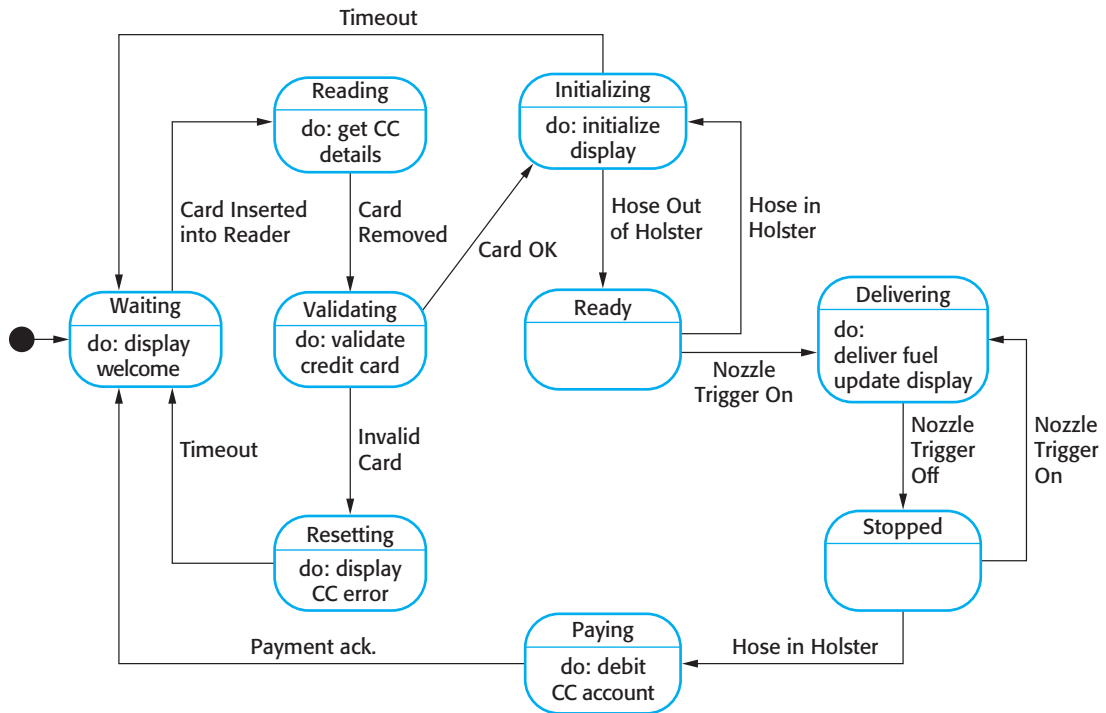 Timeout
Reading
do: get CC
details
Initializing
do: initialize
display
Card Inserted
into Reader
Card
Removed
Card OK
Hose Out
of Holster
Hose in
Holster
Waiting
do: display
welcome
Validating
do: validate
credit card
Ready
Delivering
do:
deliver fuel
update display
Nozzle
Trigger On
Timeout
Invalid
Card
Nozzle
Trigger
Off
Nozzle
Trigger
On
Resetting
do: display
CC error
Stopped
Payment ack.
Paying
do: debit
CC account
Hose in Holster